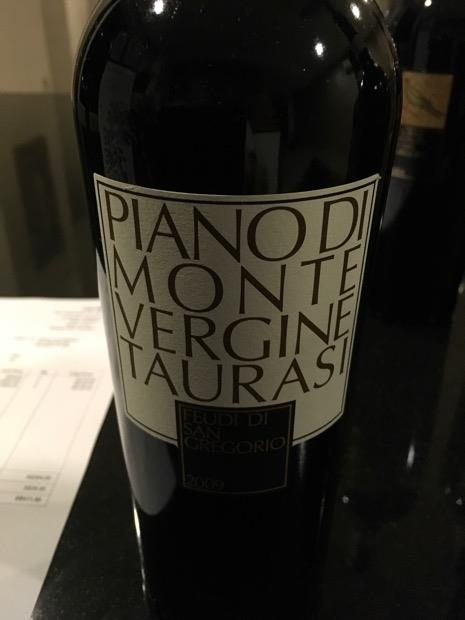 PIANO DI
MONTE
VERGINE
TAURASI
FEUDI DI
SAN
GREGORIO
2009